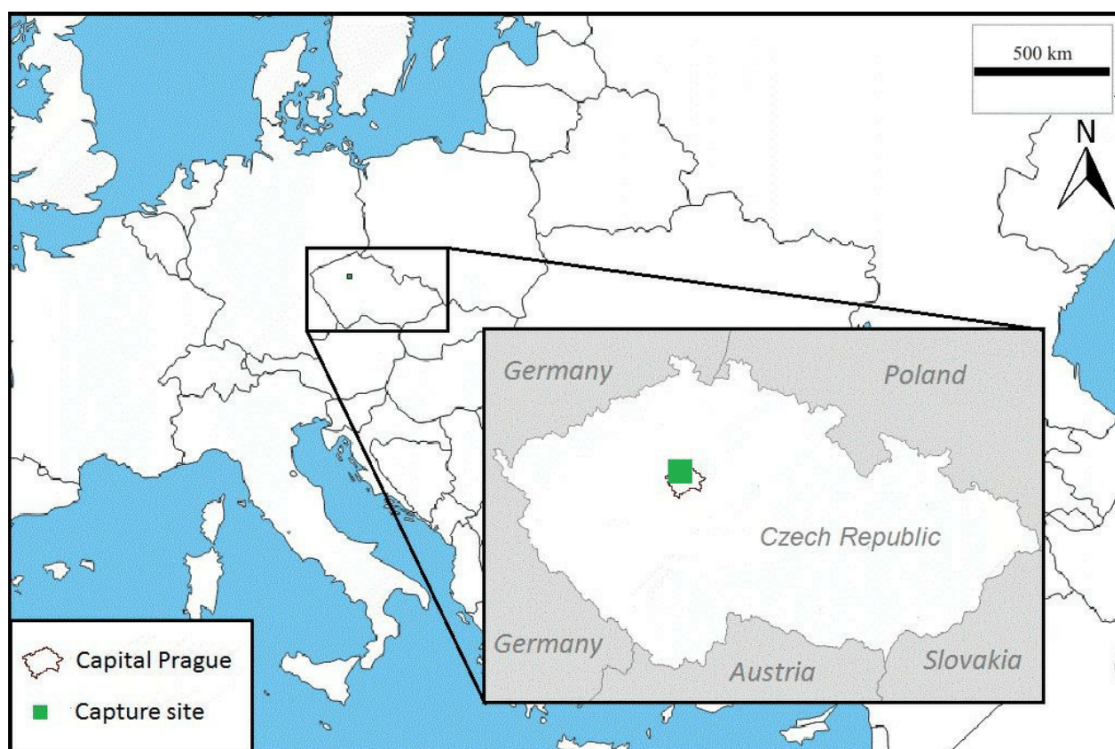 500 km
N
Germany
Poland
Czech Republic
Germany
Austria
Slovakia
Capital Prague
Capture site